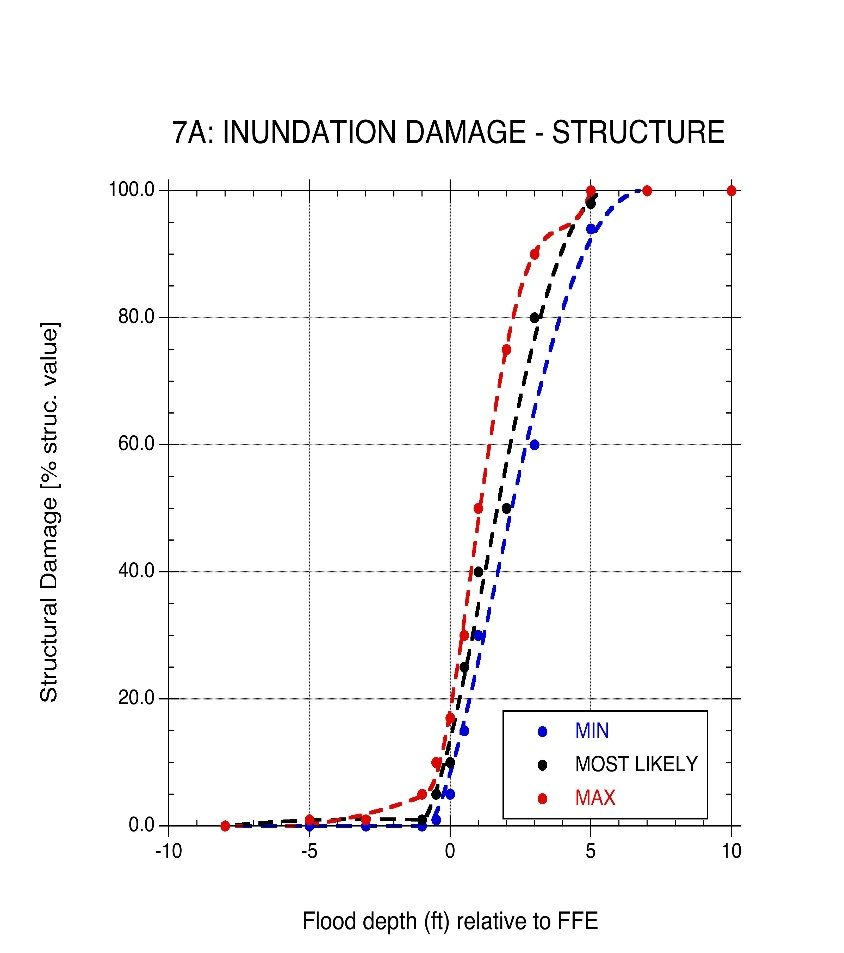 7A: INUNDATION DAMAGE - STRUCTURE
100.0
80.0
60.0
40.0
20.0
0.0
Structural Damage [% struc. value]
MIN
MOST LIKELY
MAX
-10
-5
0
5
10
Flood depth (ft) relative to FFE